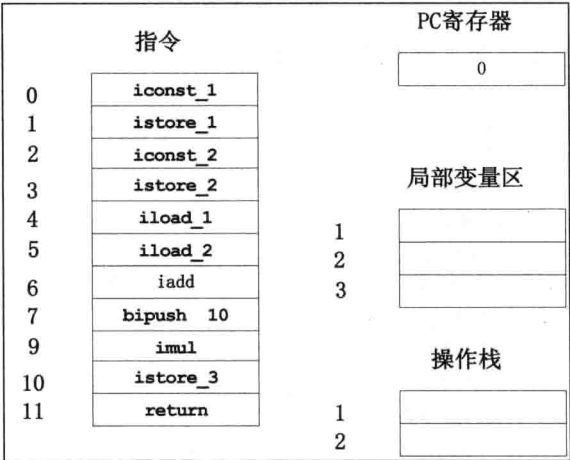 指令
0 iconst_1
1 istore_1
2 iconst_2
3 istore_2
4 iload_1
5 iload_2
6 iadd
7 bipush 10
9 imul
10 istore_3
11 return
PC寄存器
0
局部变量区
1
2
3
操作栈
1
2